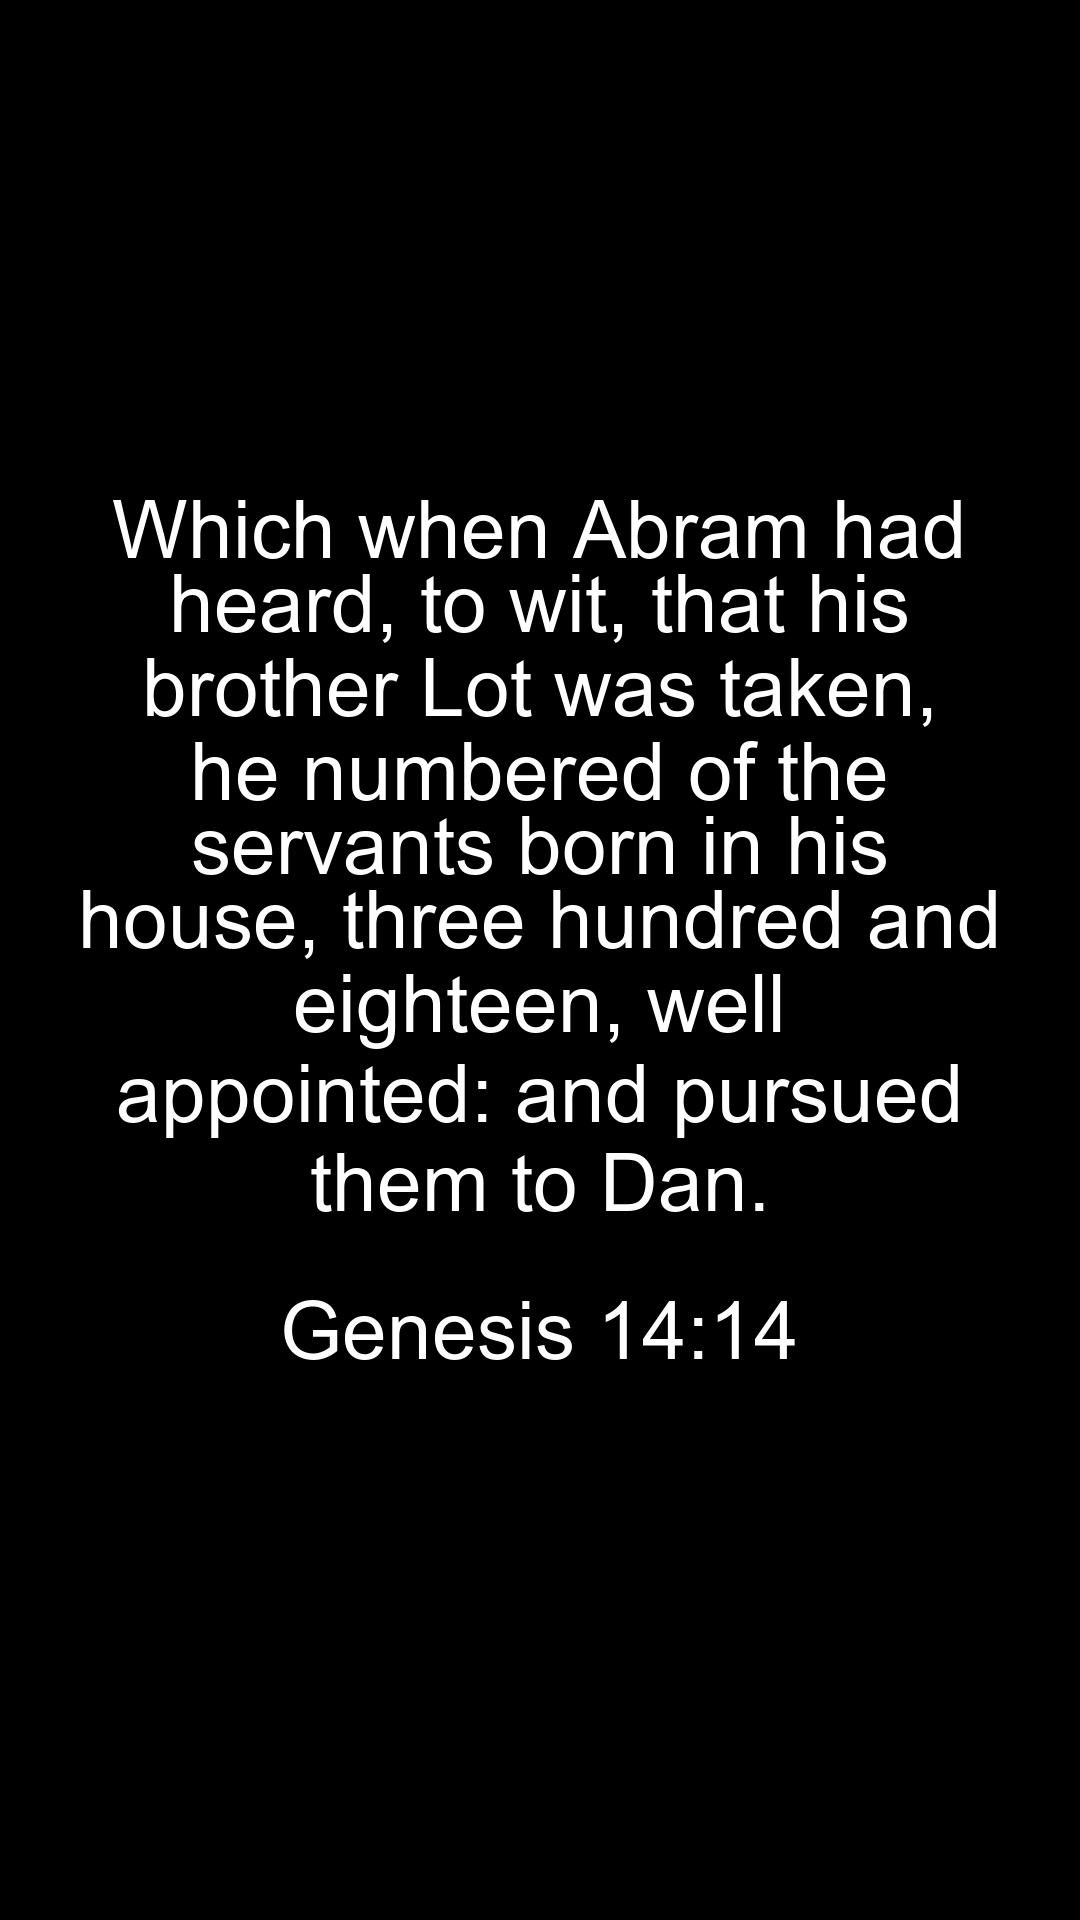 Which when Abram had
heard, to wit, that his
brother Lot was taken,
he numbered of the
servants born in his
house, three hundred and
eighteen, well
appointed: and pursued
them to Dan.
Genesis 14:14